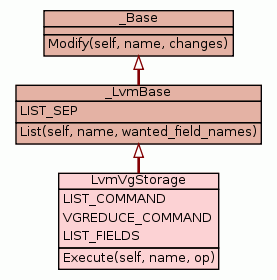 _Base
Modify(self, name, changes)
_LvmBase
LIST_SEP
List(self, name, wanted_field_names)
LvmVgStorage
LIST_COMMAND
VGREDUCE_COMMAND
LIST_FIELDS
Execute(self, name, op)